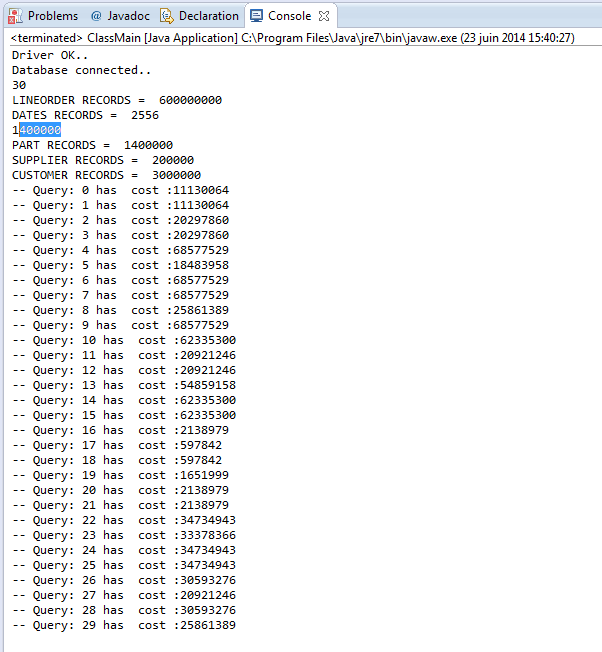 Problems @ Javadoc Declaration Console
<terminated> ClassMain [Java Application] C:\Program Files\Java\jre7\bin\javaw.exe (23 juin 2014 15:40:27)
Driver OK..
Database connected..
30
LINEORDER RECORDS =  600000000
DATES RECORDS =  2556
1400000
PART RECORDS =  1400000
SUPPLIER RECORDS =  200000
CUSTOMER RECORDS =  3000000
-- Query: 0 has  cost :11130064
-- Query: 1 has  cost :11130064
-- Query: 2 has  cost :20297860
-- Query: 3 has  cost :20297860
-- Query: 4 has  cost :68577529
-- Query: 5 has  cost :18483958
-- Query: 6 has  cost :68577529
-- Query: 7 has  cost :68577529
-- Query: 8 has  cost :25861389
-- Query: 9 has  cost :68577529
-- Query: 10 has  cost :62335300
-- Query: 11 has  cost :20921246
-- Query: 12 has  cost :20921246
-- Query: 13 has  cost :54859158
-- Query: 14 has  cost :62335300
-- Query: 15 has  cost :62335300
-- Query: 16 has  cost :2138979
-- Query: 17 has  cost :597842
-- Query: 18 has  cost :597842
-- Query: 19 has  cost :1651999
-- Query: 20 has  cost :2138979
-- Query: 21 has  cost :2138979
-- Query: 22 has  cost :34734943
-- Query: 23 has  cost :33378366
-- Query: 24 has  cost :34734943
-- Query: 25 has  cost :34734943
-- Query: 26 has  cost :30593276
-- Query: 27 has  cost :20921246
-- Query: 28 has  cost :30593276
-- Query: 29 has  cost :25861389